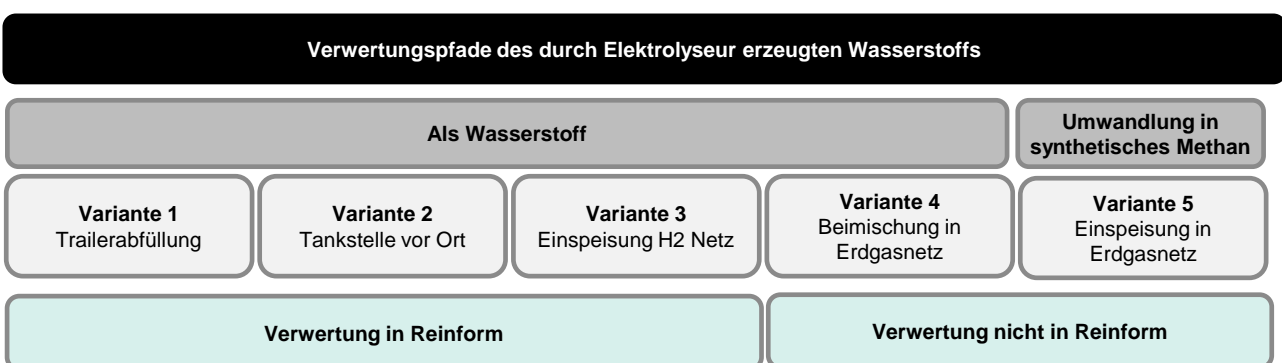 Verwertungspfade des durch Elektrolyseur erzeugten Wasserstoffs
Als Wasserstoff
Umwandlung in
synthetisches Methan
Variante 1
Trailerabfüllung
Variante 2
Tankstelle vor Ort
Variante 3
Einspeisung H2 Netz
Variante 4
Beimischung in
Erdgasnetz
Variante 5
Einspeisung in
Erdgasnetz
Verwertung in Reinform
Verwertung nicht in Reinform